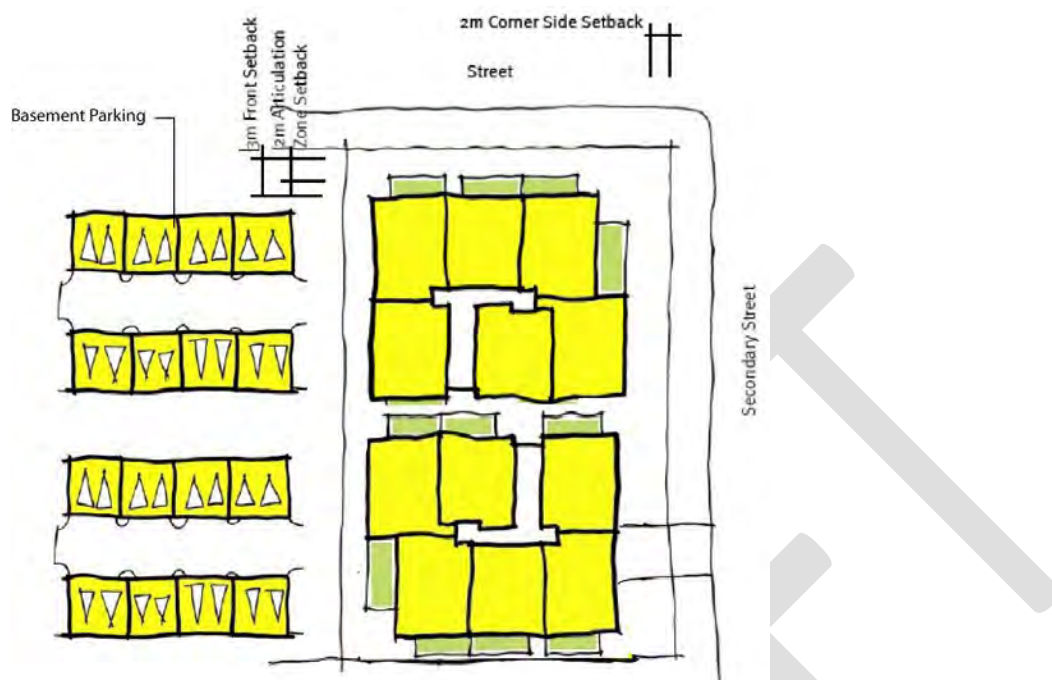 2m Corner Side Setback
Street
3m Front Setback
2m Articulation
Zone Setback
Basement Parking
Secondary Street